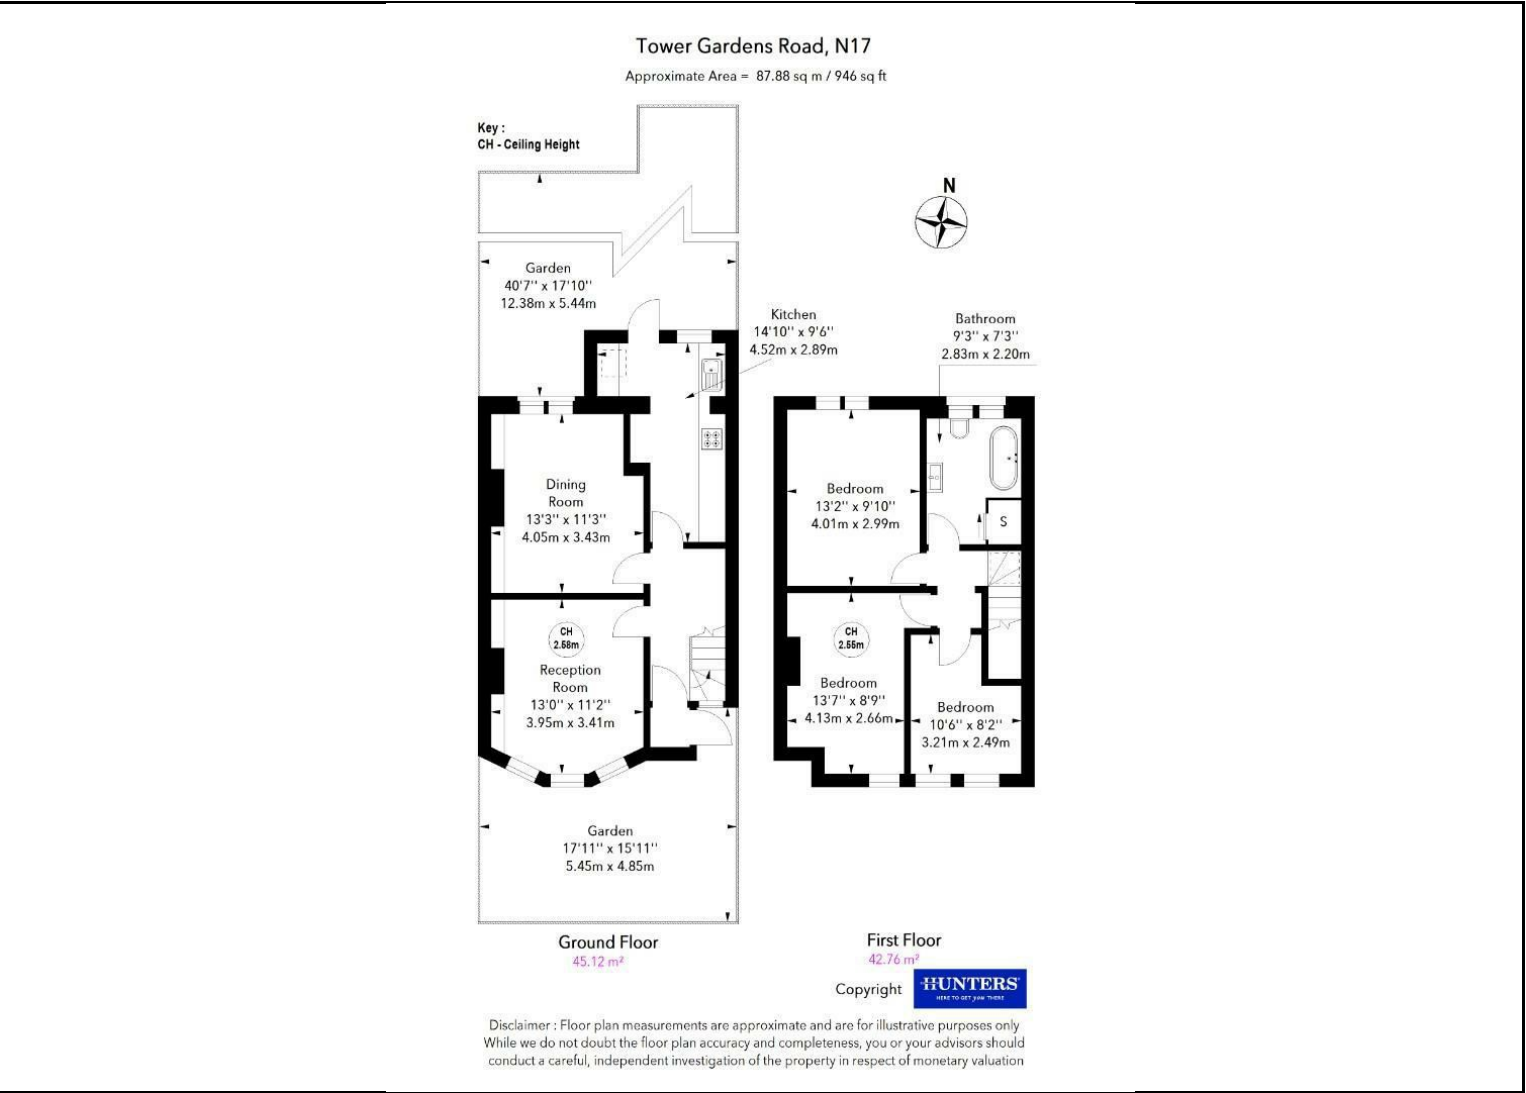 Tower Gardens Road, N17
Approximate Area = 87.88 sq m / 946 sq ft
Key :
CH - Ceiling Height
N
Garden
40'7'' x 17'10''
12.38m x 5.44m
Kitchen
14'10'' x 9'6''
4.52m x 2.89m
Bathroom
9'3'' x 7'3''
2.83m x 2.20m
Dining
Room
13'3'' x 11'3''
4.05m x 3.43m
Bedroom
13'2'' x 9'10''
4.01m x 2.99m
S
CH
2.58m
Reception
Room
13'0'' x 11'2''
3.95m x 3.41m
CH
2.55m
Bedroom
13'7'' x 8'9''
4.13m x 2.66m
Bedroom
10'6'' x 8'2''
3.21m x 2.49m
Garden
17'11'' x 15'11''
5.45m x 4.85m
Ground Floor
45.12 m²
First Floor
42.76 m²
Copyright
HUNTERS
HERE TO GET you THERE
Disclaimer : Floor plan measurements are approximate and are for illustrative purposes only
While we do not doubt the floor plan accuracy and completeness, you or your advisors should
conduct a careful, independent investigation of the property in respect of monetary valuation